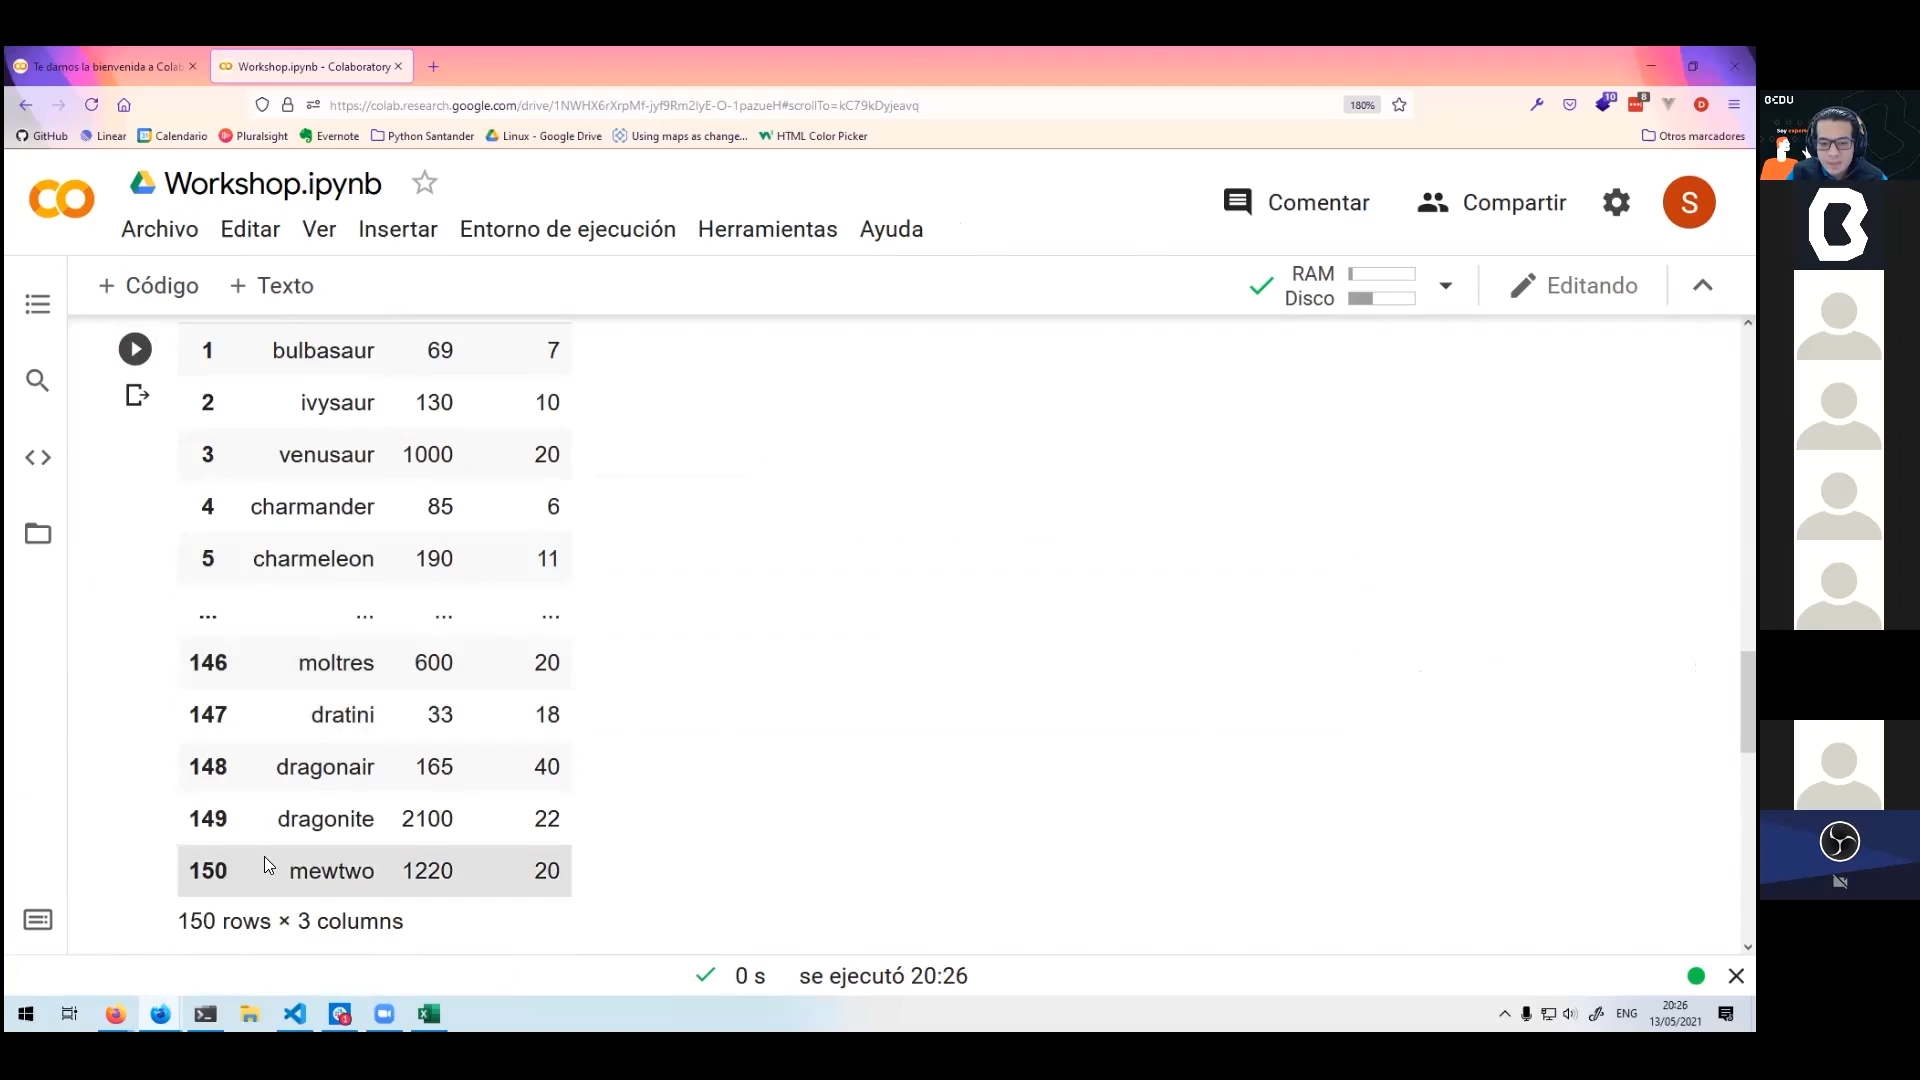 Te damos la bienvenida a Colab
Workshop.ipynb - Colaboratory
https://colab.research.google.com/drive/1NWHX6rXrpMf-jyf9Rm2lyE-O-1pazueH#scrollTo=kC79kDyjeavq
180%
10
8
D
GitHub
Linear
Calendario
Pluralsight
Evernote
Python Santander
Linux - Google Drive
Using maps as change...
HTML Color Picker
Otros marcadores
Workshop.ipynb
Comentar
Compartir
S
Archivo Editar Ver Insertar Entorno de ejecución Herramientas Ayuda
+ Código + Texto
RAM
Disco
Editando
1 bulbasaur 69 7
2 ivysaur 130 10
3 venusaur 1000 20
4 charmander 85 6
5 charmeleon 190 11
... ... ... ...
146 moltres 600 20
147 dratini 33 18
148 dragonair 165 40
149 dragonite 2100 22
150 mewtwo 1220 20
150 rows × 3 columns
0 s se ejecutó 20:26
ENG
20:26
13/05/2021
BEDU